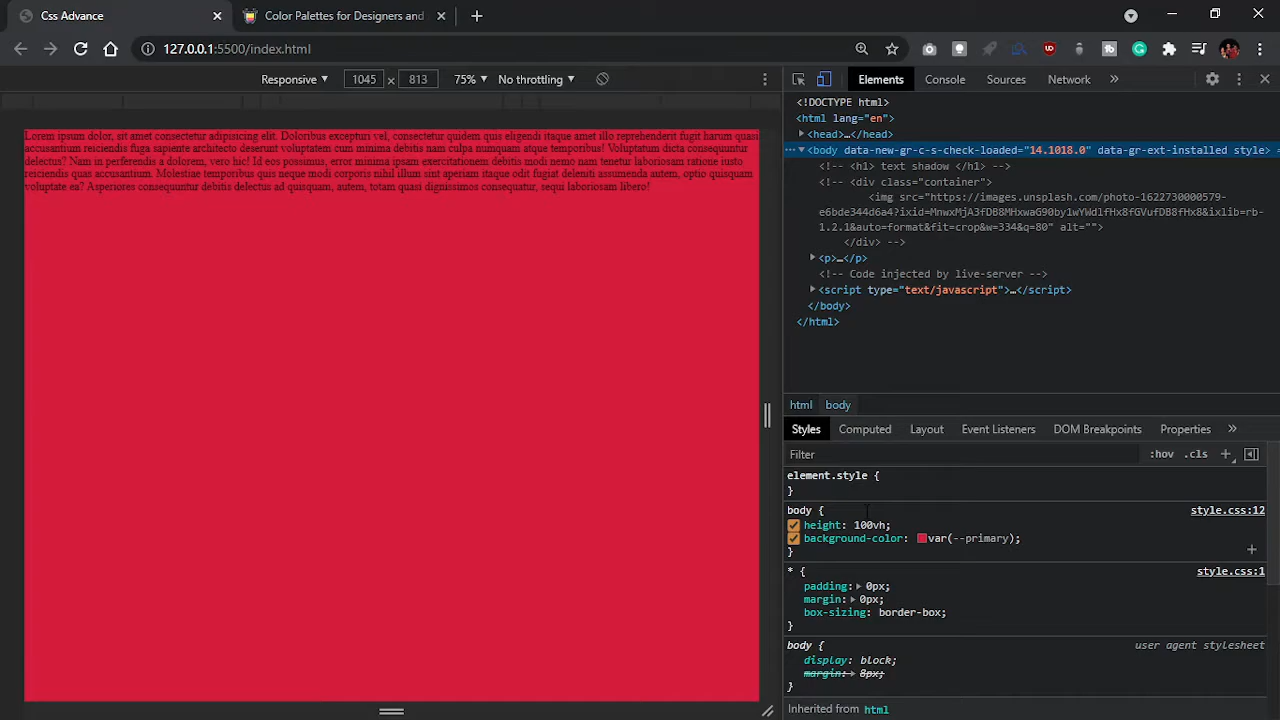 Css Advance
Color Palettes for Designers and
127.0.0.1:5500/index.html
Responsive 1045 × 813 75% No throttling
Lorem ipsum dolor, sit amet consectetur adipisicing elit. Doloribus excepturi vel, consectetur quidem quis eligendi itaque amet illo reprehenderit fugit harum quasi
accusantium reiciendis fuga sapiente architecto deserunt voluptatem cum minima debitis nam culpa numquam atque temporibus! Voluptatum dicta consequuntur
delectus? Nam in perferendis a dolorem, vero hic! Id eos possimus, error minima ipsam exercitationem debitis modi nemo nam tenetur laboriosam ratione iusto
reiciendis quas accusantium. Molestiae temporibus quis neque modi corporis nihil illum sint aperiam itaque odit fugiat deleniti assumenda autem, optio quisquam
voluptate ea? Asperiores consequuntur debitis delectus ad quisquam, autem, totam quasi dignissimos consequatur, sequi laboriosam libero!
Elements Console Sources Network »
<!DOCTYPE html>
<html lang="en">
<head>…</head>
<body data-new-gr-c-s-check-loaded="14.1018.0" data-gr-ext-installed style> =
<!-- <h1> text shadow </h1> -->
<!-- <div class="container">
<img src="https://images.unsplash.com/photo-1622730000579-
e6bde344d6a4?ixid=MnwxMjA3fDB8MHxwaG90by1wYWdlfHx8fGVufDB8fHx8&ixlib=rb-
1.2.1&auto=format&fit=crop&w=334&q=80" alt="">
</div> -->
<p>…</p>
<!-- Code injected by live-server -->
<script type="text/javascript">…</script>
</body>
</html>
html body
Styles Computed Layout Event Listeners DOM Breakpoints Properties »
Filter :hov .cls +
element.style {
}
body { style.css:12
height: 100vh;
background-color: var(--primary);
}
* { style.css:1
padding: 0px;
margin: 0px;
box-sizing: border-box;
}
body { user agent stylesheet
display: block;
margin: 8px;
}
Inherited from html